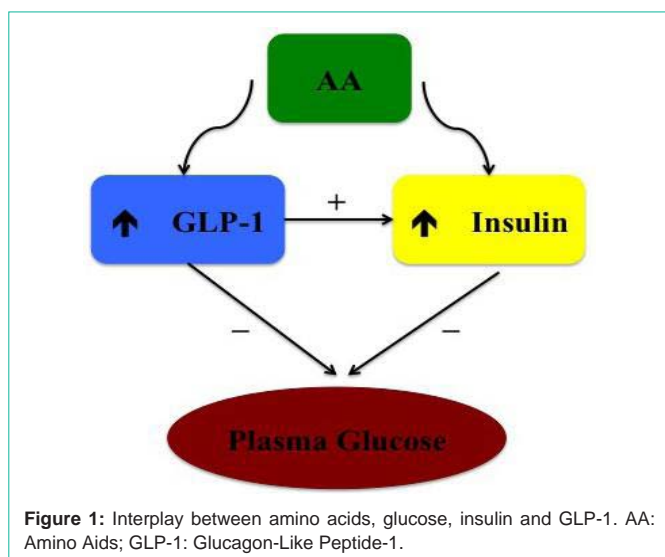 AA
↑ GLP-1
+
↑ Insulin
–
–
Plasma Glucose
Figure 1: Interplay between amino acids, glucose, insulin and GLP-1. AA:
Amino Aids; GLP-1: Glucagon-Like Peptide-1.